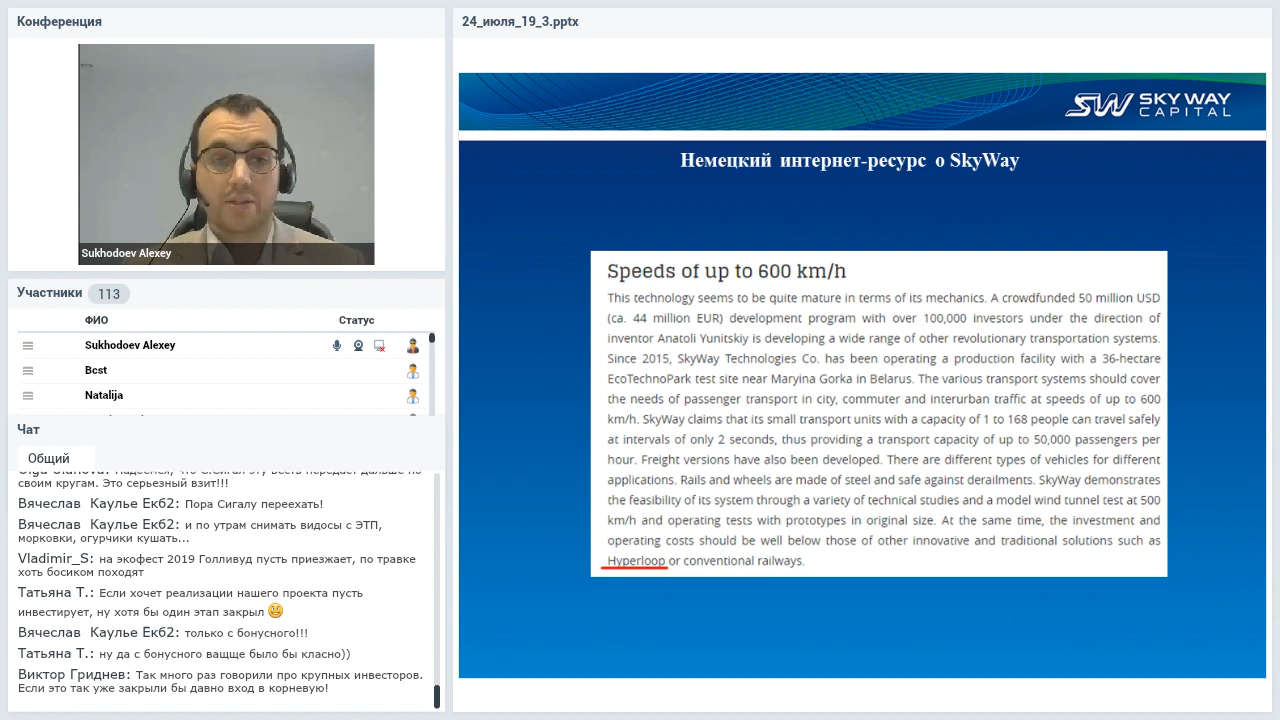 Конференция
Sukhodoev Alexey
Участники 113
ФИО Статус
Sukhodoev Alexey
Bcst
Natalija
Чат
Общий
своим кругам. Это серьезный взит!!!
Вячеслав Каулье Екб2: Пора Сигалу переехать!
Вячеслав Каулье Екб2: и по утрам снимать видосы с ЭТП,
морковки, огурчики кушать...
Vladimir_S: на экофест 2019 Голливуд пусть приезжает, по травке
хоть босиком походят
Татьяна Т.: Если хочет реализации нашего проекта пусть
инвестирует, ну хотя бы один этап закрыл
Вячеслав Каулье Екб2: только с бонусного!!!
Татьяна Т.: ну да с бонусного ващще было бы класно))
Виктор Гриднев: Так много раз говорили про крупных инвесторов.
Если это так уже закрыли бы давно вход в корневую!
24_июля_19_3.pptx
SW SKY WAY
CAPITAL
Немецкий интернет-ресурс о SkyWay
Speeds of up to 600 km/h
This technology seems to be quite mature in terms of its mechanics. A crowdfunded 50 million USD
(ca. 44 million EUR) development program with over 100,000 investors under the direction of
inventor Anatoli Yunitskiy is developing a wide range of other revolutionary transportation systems.
Since 2015, SkyWay Technologies Co. has been operating a production facility with a 36-hectare
EcoTechnoPark test site near Maryina Gorka in Belarus. The various transport systems should cover
the needs of passenger transport in city, commuter and interurban traffic at speeds of up to 600
km/h. SkyWay claims that its small transport units with a capacity of 1 to 168 people can travel safely
at intervals of only 2 seconds, thus providing a transport capacity of up to 50,000 passengers per
hour. Freight versions have also been developed. There are different types of vehicles for different
applications. Rails and wheels are made of steel and safe against derailments. SkyWay demonstrates
the feasibility of its system through a variety of technical studies and a model wind tunnel test at 500
km/h and operating tests with prototypes in original size. At the same time, the investment and
operating costs should be well below those of other innovative and traditional solutions such as
Hyperloop or conventional railways.